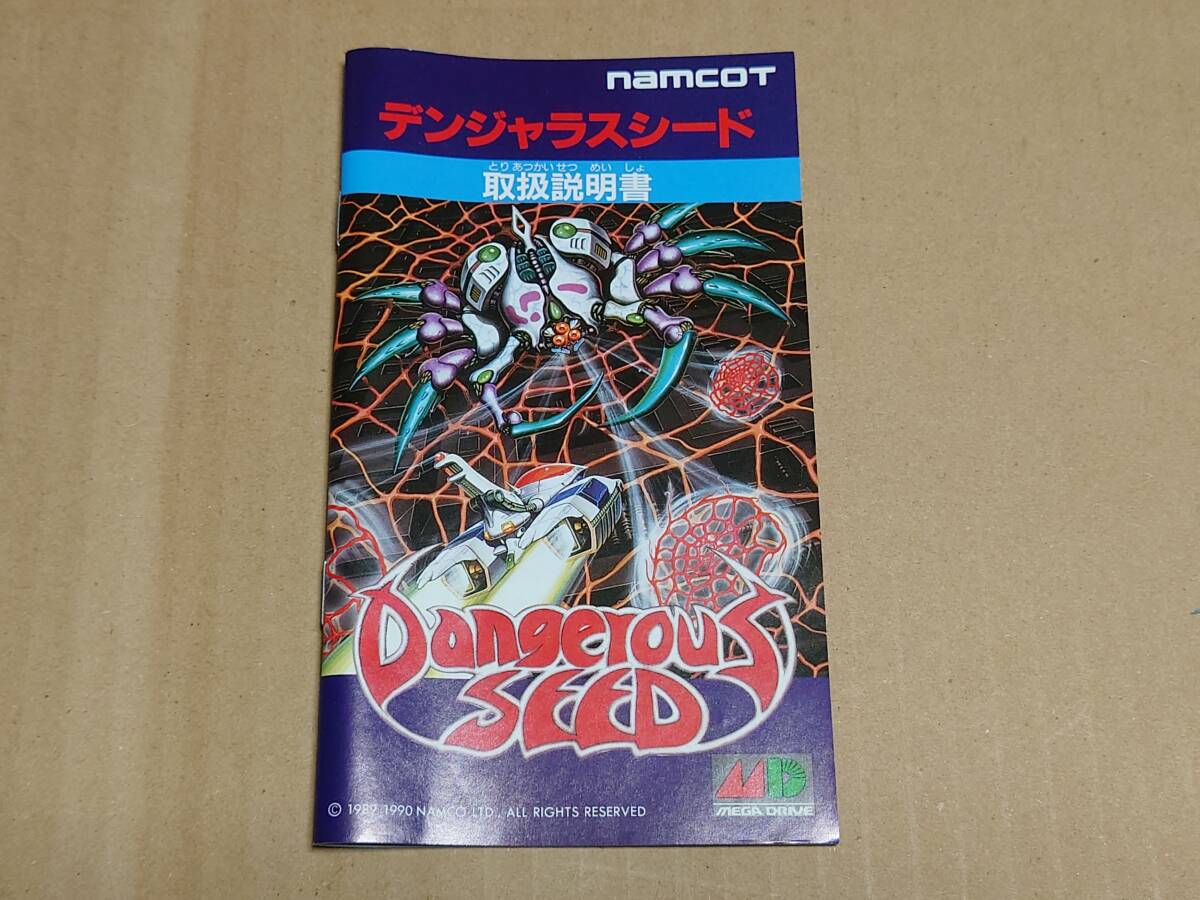 namcot
デンジャラスシード
とりあつかいせつ めい しょ
取扱説明書
Dangerous
SEED
MD
MEGA DRIVE
© 1989 1990 NAMCO LTD., ALL RIGHTS RESERVED